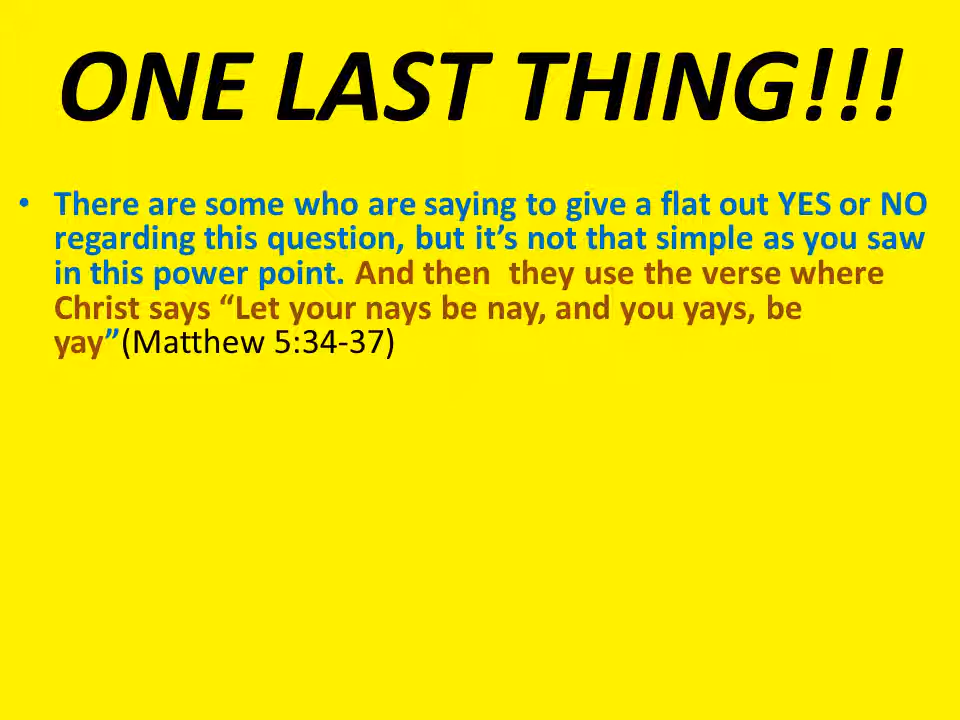 ONE LAST THING!!!
• There are some who are saying to give a flat out YES or NO
regarding this question, but it’s not that simple as you saw
in this power point. And then  they use the verse where
Christ says “Let your nays be nay, and you yays, be
yay”(Matthew 5:34-37)